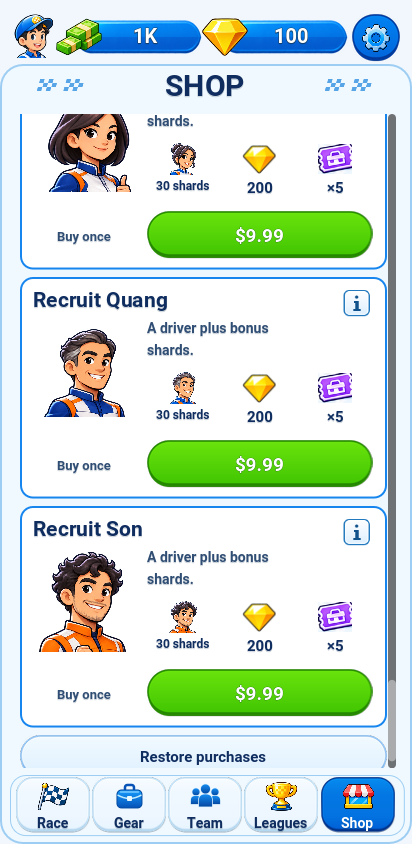 1K
100
SHOP
shards.
30 shards
200
×5
Buy once
$9.99
Recruit Quang
A driver plus bonus
shards.
30 shards
200
×5
Buy once
$9.99
Recruit Son
A driver plus bonus
shards.
30 shards
200
×5
Buy once
$9.99
Restore purchases
Race
Gear
Team
Leagues
Shop